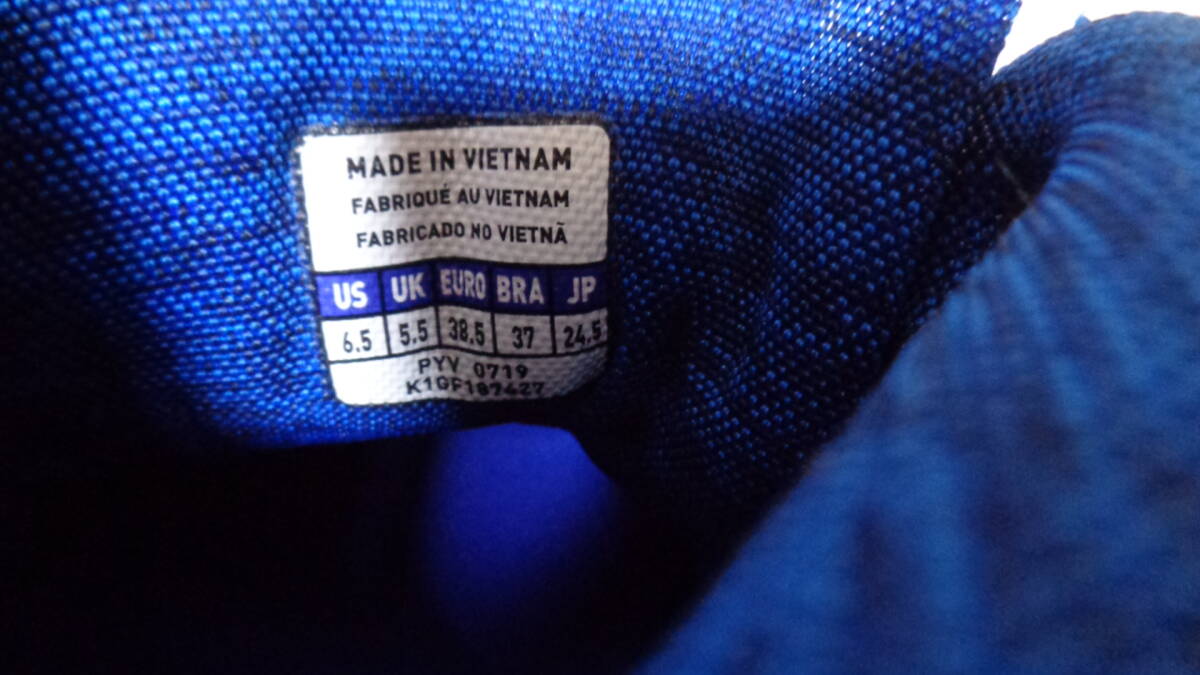 MADE IN VIETNAM
FABRIQUÉ AU VIETNAM
FABRICADO NO VIETNÃ
US UK EURO BRA JP
6.5 5.5 38.5 37 24.5
PYV 0719
K1GF187427